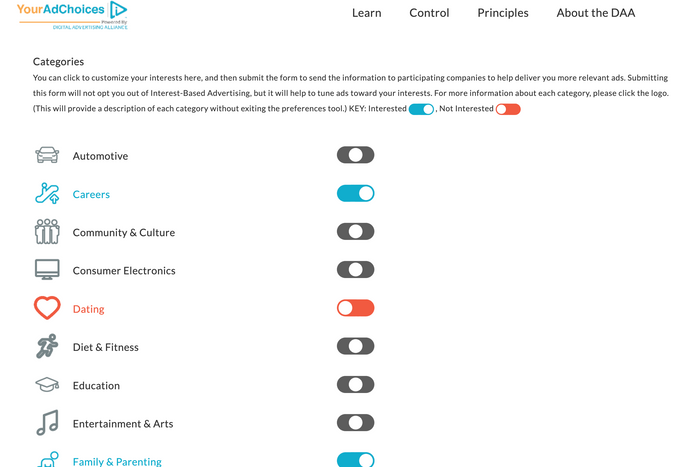 YourAdChoices
Powered By
DIGITAL ADVERTISING ALLIANCE
Learn Control Principles About the DAA
Categories
You can click to customize your interests here, and then submit the form to send the information to participating companies to help deliver you more relevant ads. Submitting
this form will not opt you out of Interest-Based Advertising, but it will help to tune ads toward your interests. For more information about each category, please click the logo.
(This will provide a description of each category without exiting the preferences tool.) KEY: Interested , Not Interested
Automotive
Careers
Community & Culture
Consumer Electronics
Dating
Diet & Fitness
Education
Entertainment & Arts
Family & Parenting